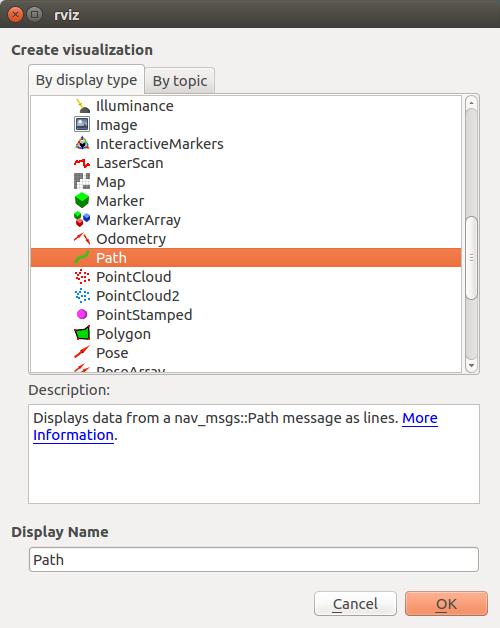 rviz
Create visualization
By display type
By topic
Illuminance
Image
InteractiveMarkers
LaserScan
Map
Marker
MarkerArray
Odometry
Path
PointCloud
PointCloud2
PointStamped
Polygon
Pose
PoseArray
Description:
Displays data from a nav_msgs::Path message as lines. More
Information.
Display Name
Path
Cancel
OK